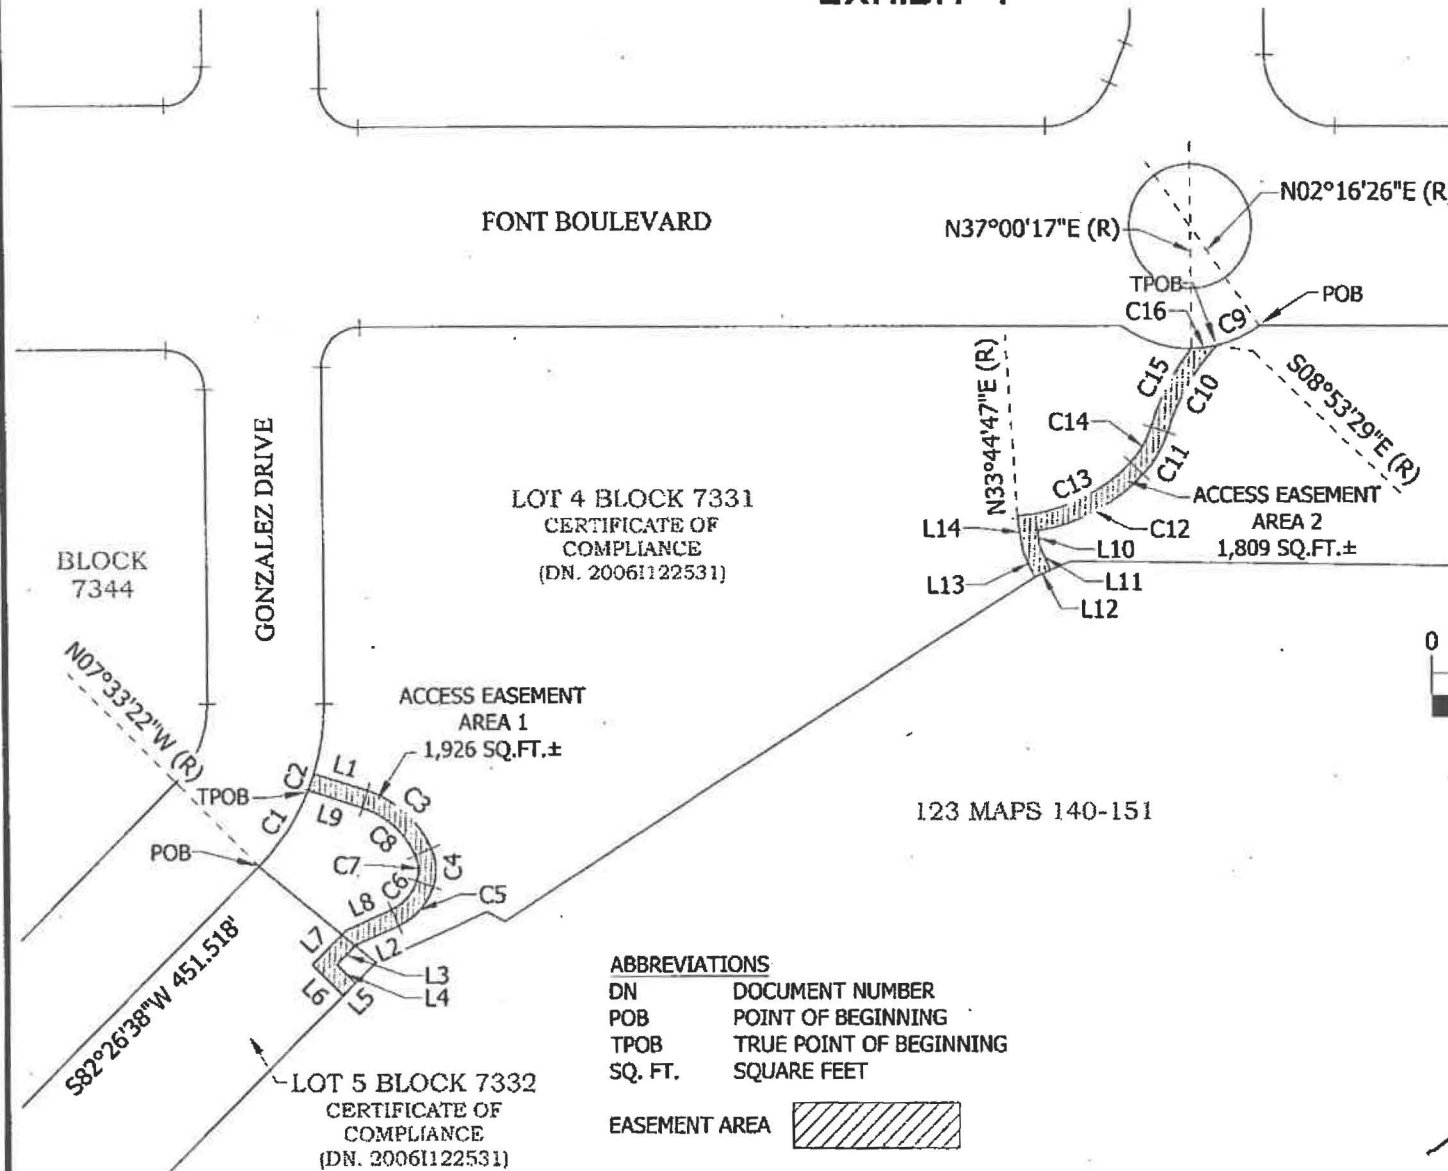 FONT BOULEVARD
N02°16'26"E (R
N37°00'17"E (R)
TPOB
POB
C16
C9
C15
C10
S08°53'29"E (R)
N33°44'47"E (R)
C14
C11
C13
ACCESS EASEMENT
AREA 2
1,809 SQ.FT.±
C12
L14
L10
L13
L11
L12
GONZALEZ DRIVE
LOT 4 BLOCK 7331
CERTIFICATE OF
COMPLIANCE
(DN. 2006I122531)
BLOCK
7344
0
N07°33'22"W (R)
ACCESS EASEMENT
AREA 1
1,926 SQ.FT.±
C2
L1
TPOB
C3
L9
C1
C8
POB
C7
C4
C6
C5
L8
L7
L2
L3
L4
L6
L5
123 MAPS 140-151
S82°26'38"W 451.518'
LOT 5 BLOCK 7332
CERTIFICATE OF
COMPLIANCE
(DN. 2006I122531)
ABBREVIATIONS
DN DOCUMENT NUMBER
POB POINT OF BEGINNING
TPOB TRUE POINT OF BEGINNING
SQ. FT. SQUARE FEET
EASEMENT AREA